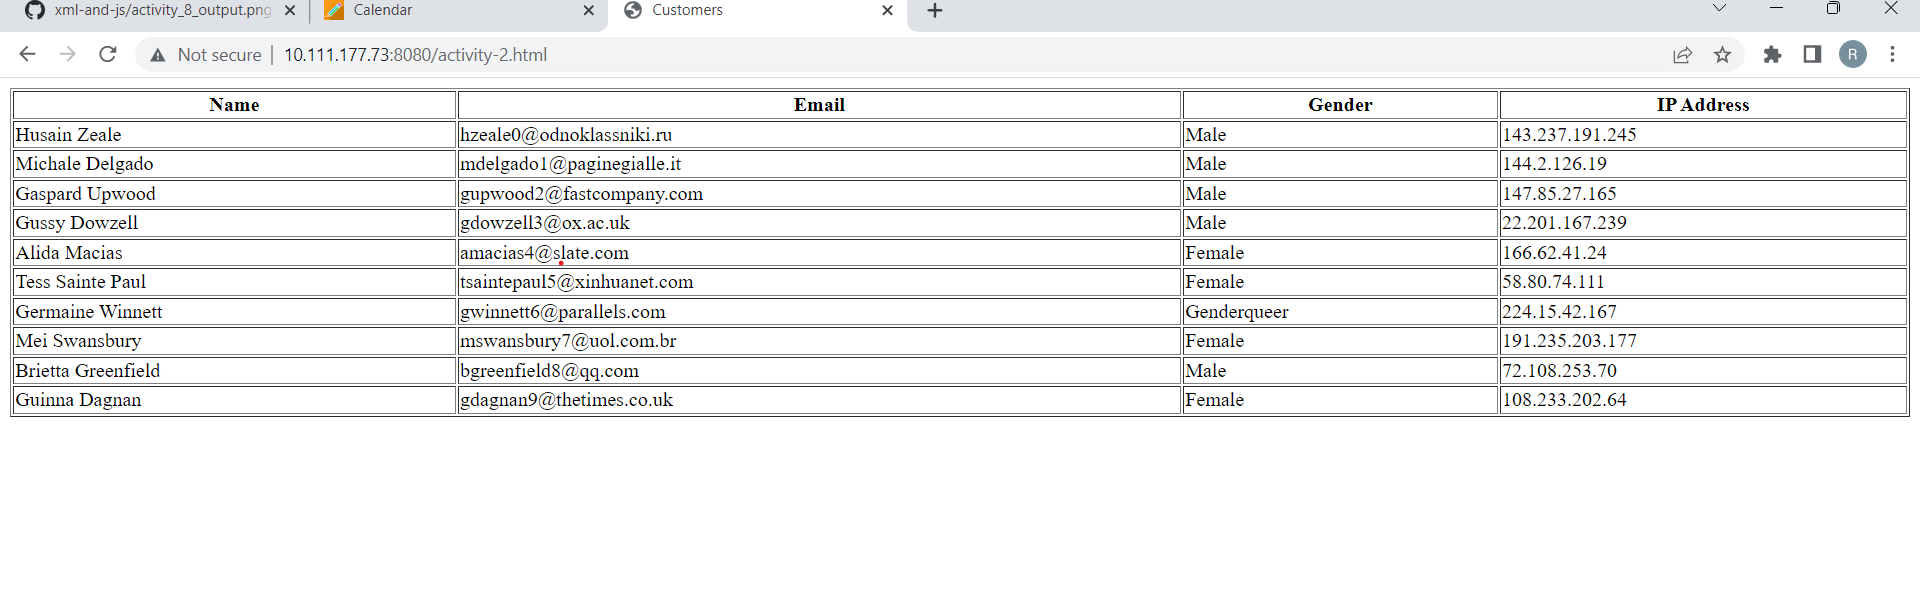 xml-and-js/activity_8_output.png Calendar Customers
Not secure 10.111.177.73:8080/activity-2.html R
Name Email Gender IP Address
Husain Zeale hzeale0@odnoklassniki.ru Male 143.237.191.245
Michale Delgado mdelgado1@paginegialle.it Male 144.2.126.19
Gaspard Upwood gupwood2@fastcompany.com Male 147.85.27.165
Gussy Dowzell gdowzell3@ox.ac.uk Male 22.201.167.239
Alida Macias amacias4@slate.com Female 166.62.41.24
Tess Sainte Paul tsaintepaul5@xinhuanet.com Female 58.80.74.111
Germaine Winnett gwinnett6@parallels.com Genderqueer 224.15.42.167
Mei Swansbury mswansbury7@uol.com.br Female 191.235.203.177
Brietta Greenfield bgreenfield8@qq.com Male 72.108.253.70
Guinna Dagnan gdagnan9@thetimes.co.uk Female 108.233.202.64